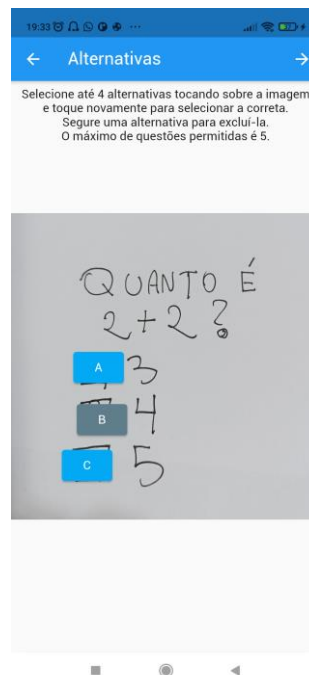 19:33
Alternativas
Selecione até 4 alternativas tocando sobre a imagem
e toque novamente para selecionar a correta.
Segure uma alternativa para excluí-la.
O máximo de questões permitidas é 5.
QUANTO É
2+2?
A 3
B 4
C 5